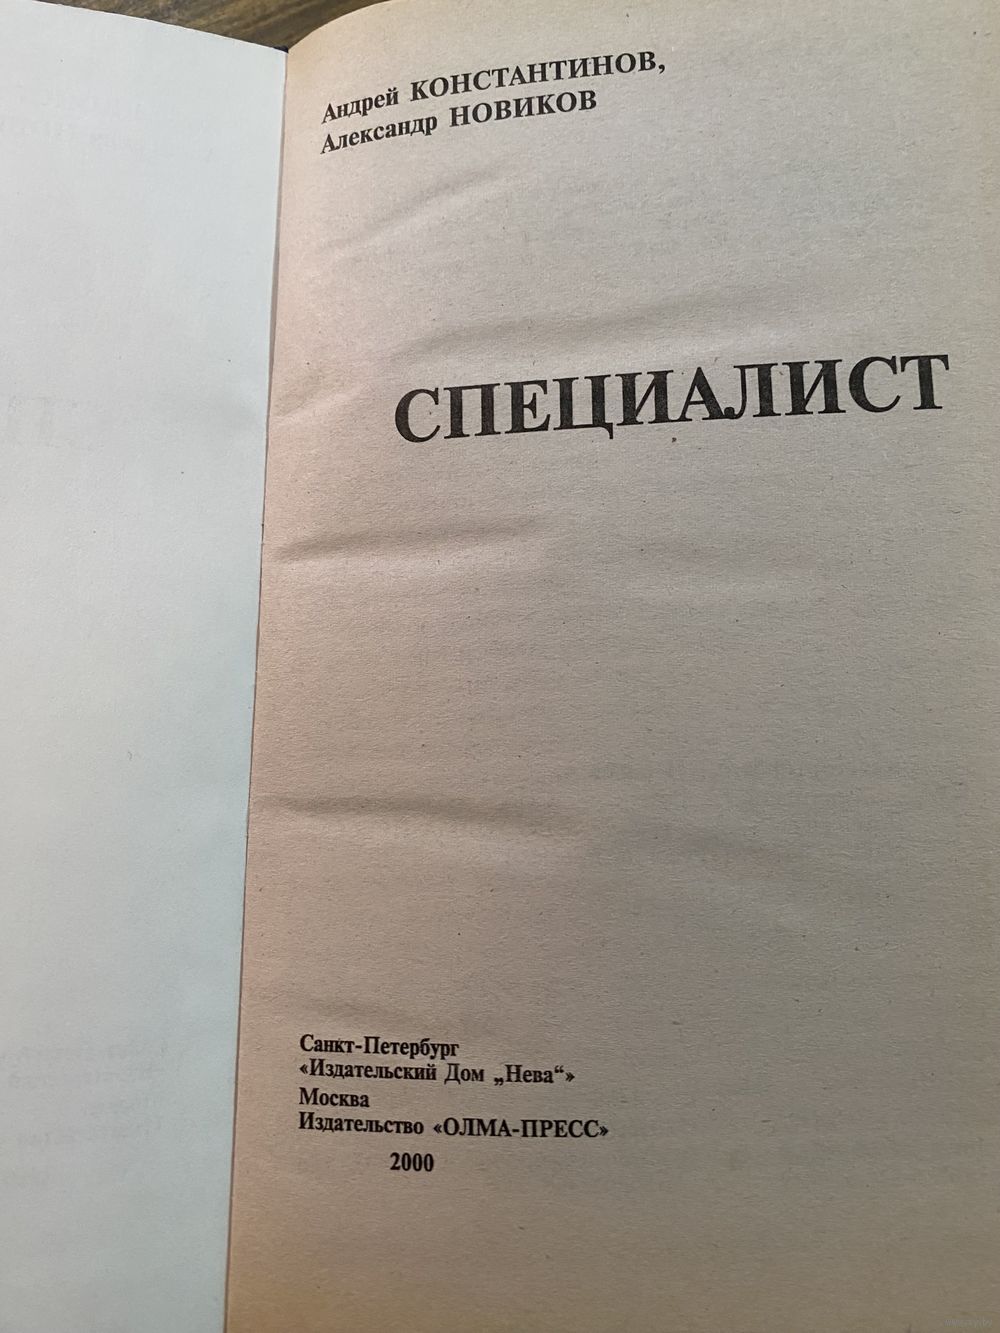 Андрей КОНСТАНТИНОВ,
Александр НОВИКОВ
СПЕЦИАЛИСТ
Санкт-Петербург
«Издательский Дом „Нева“»
Москва
Издательство «ОЛМА-ПРЕСС»
2000